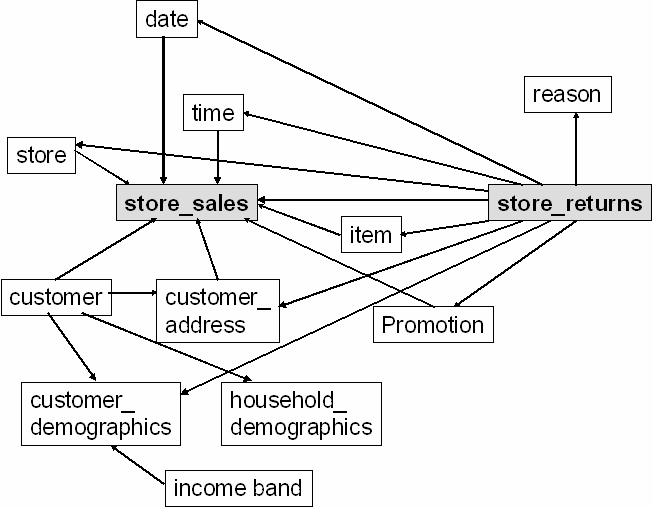 date
time
reason
store
store_sales
store_returns
item
customer
customer_
address
Promotion
customer_
demographics
household_
demographics
income band